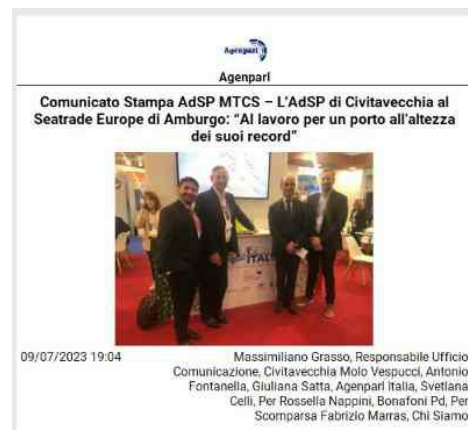 Agenparl
Agenparl
Comunicato Stampa AdSP MTCS – L'AdSP di Civitavecchia al
Seatrade Europe di Amburgo: "Al lavoro per un porto all'altezza
dei suoi record"
ITAL
09/07/2023 19:04
Massimiliano Grasso, Responsabile Ufficio
Comunicazione, Civitavecchia Molo Vespucci, Antonio
Fontanella, Giuliana Satta, Agenparl Italia, Svetlana
Celli, Per Rossella Nappini, Bonafoni Pd, Per
Scomparsa Fabrizio Marras, Chi Siamo